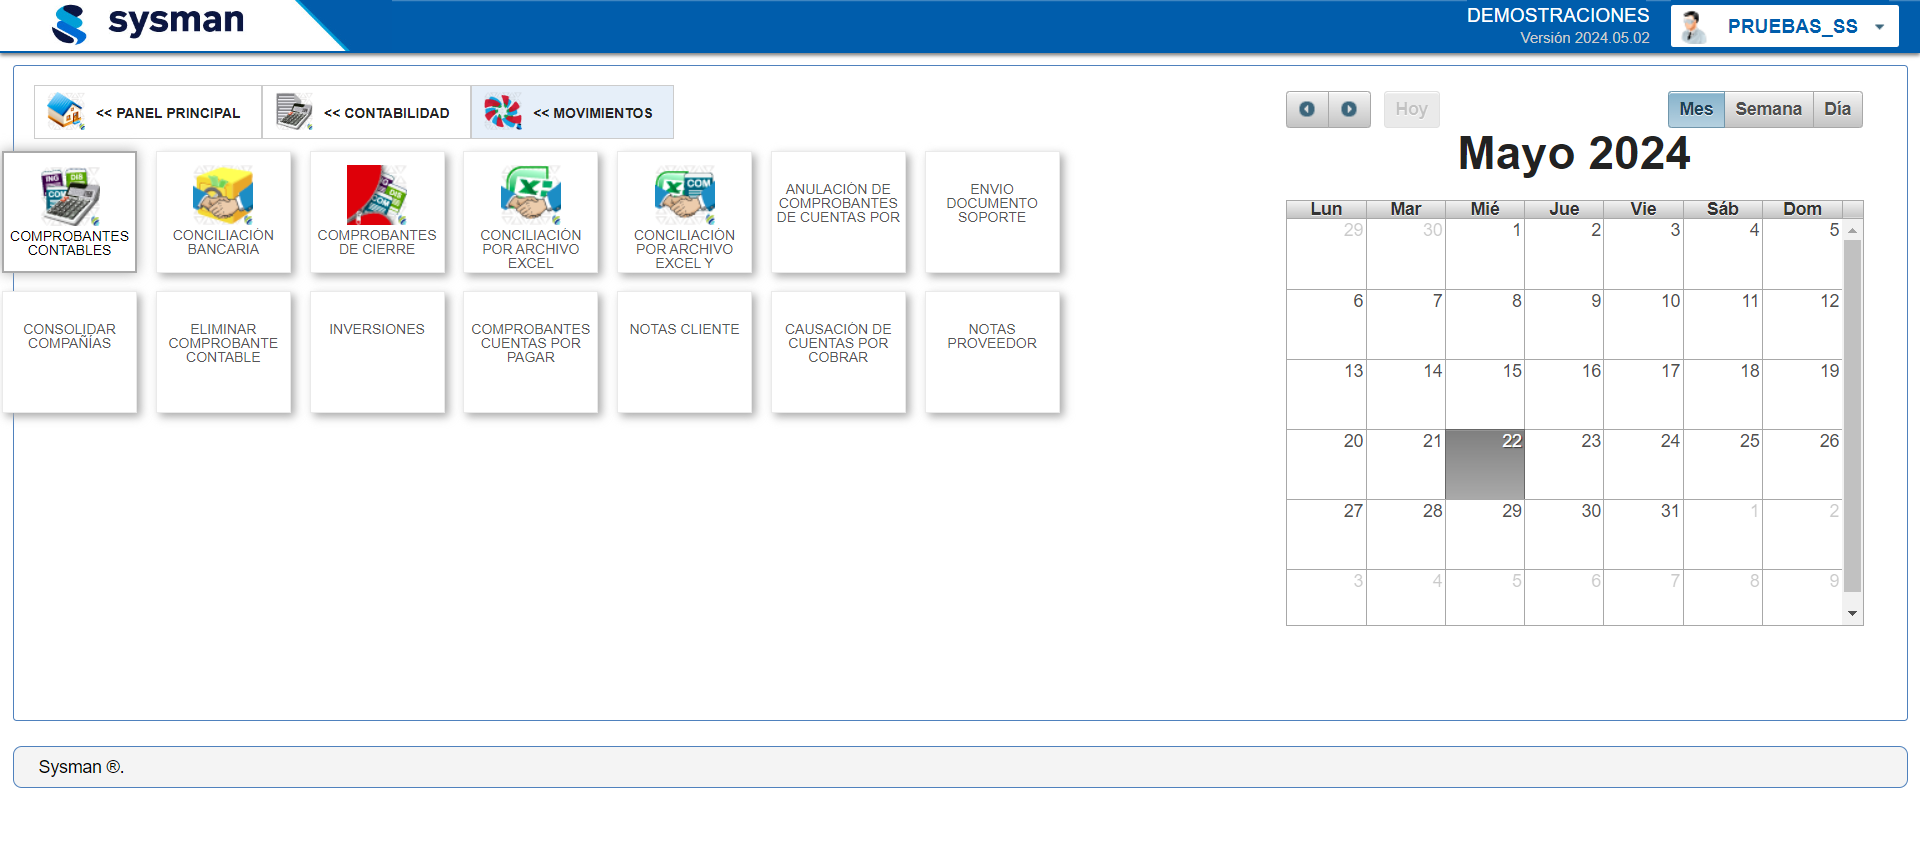 sysman
DEMOSTRACIONES
Versión 2024.05.02
PRUEBAS_SS
<< PANEL PRINCIPAL
<< CONTABILIDAD
<< MOVIMIENTOS
COMPROBANTES
CONTABLES
CONCILIACIÓN
BANCARIA
COMPROBANTES
DE CIERRE
CONCILIACIÓN
POR ARCHIVO
EXCEL
CONCILIACIÓN
POR ARCHIVO
EXCEL Y
ANULACIÓN DE
COMPROBANTES
DE CUENTAS POR
ENVIO
DOCUMENTO
SOPORTE
CONSOLIDAR
COMPAÑÍAS
ELIMINAR
COMPROBANTE
CONTABLE
INVERSIONES
COMPROBANTES
CUENTAS POR
PAGAR
NOTAS CLIENTE
CAUSACIÓN DE
CUENTAS POR
COBRAR
NOTAS
PROVEEDOR
Hoy
Mes Semana Día
Mayo 2024
Lun Mar Mié Jue Vie Sáb Dom
29 30 1 2 3 4 5
6 7 8 9 10 11 12
13 14 15 16 17 18 19
20 21 22 23 24 25 26
27 28 29 30 31 1 2
3 4 5 6 7 8 9
Sysman ®.